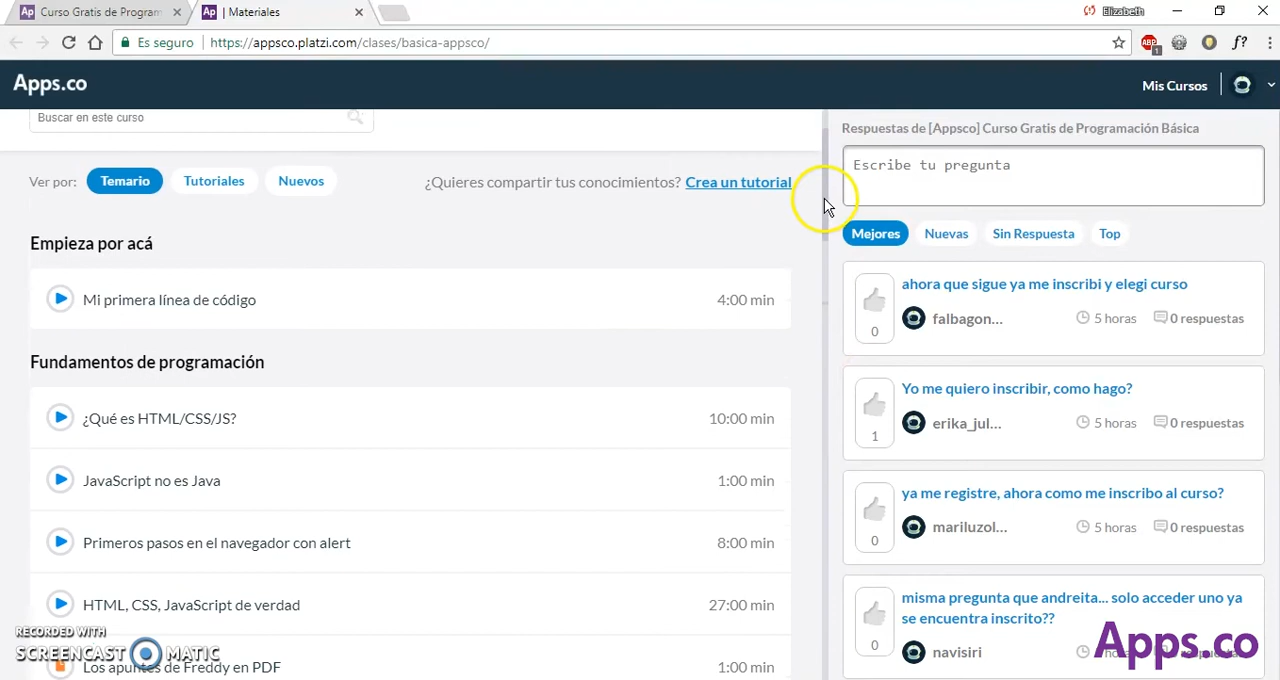 Curso Gratis de Program
| Materiales
Elizabeth
Es seguro
https://appsco.platzi.com/clases/basica-appsco/
ABP
1
f?
Apps.co
Mis Cursos
Buscar en este curso
Ver por:
Temario
Tutoriales
Nuevos
¿Quieres compartir tus conocimientos? Crea un tutorial
Empieza por acá
Mi primera línea de código
4:00 min
Fundamentos de programación
¿Qué es HTML/CSS/JS?
10:00 min
JavaScript no es Java
1:00 min
Primeros pasos en el navegador con alert
8:00 min
HTML, CSS, JavaScript de verdad
27:00 min
Los apuntes de Freddy en PDF
1:00 min
RECORDED WITH
SCREENCAST MATIC
Respuestas de [Appsco] Curso Gratis de Programación Básica
Escribe tu pregunta
Mejores
Nuevas
Sin Respuesta
Top
ahora que sigue ya me inscribi y elegi curso
0
falbagon...
5 horas
0 respuestas
Yo me quiero inscribir, como hago?
1
erika_jul...
5 horas
0 respuestas
ya me registre, ahora como me inscribo al curso?
0
mariluzol...
5 horas
0 respuestas
misma pregunta que andreita... solo acceder uno ya
se encuentra inscrito??
0
navisiri
Apps.co